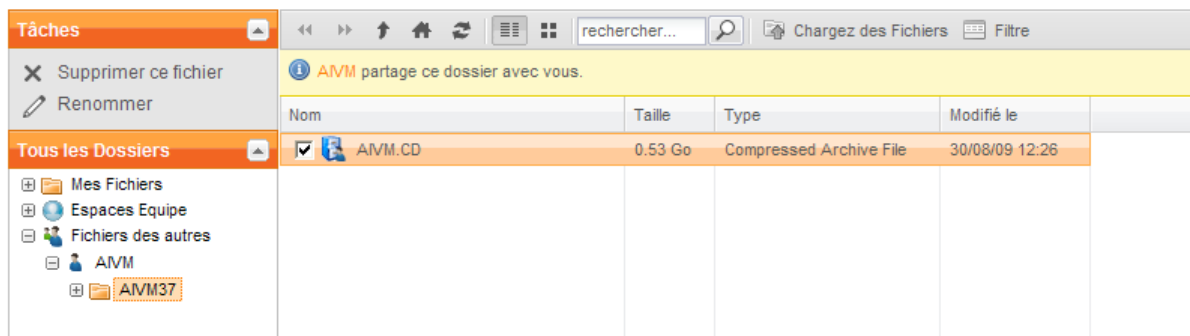 Tâches
Supprimer ce fichier
Renommer
Tous les Dossiers
Mes Fichiers
Espaces Equipe
Fichiers des autres
AIVM
AIVM37
rechercher...
Chargez des Fichiers
Filtre
AIVM partage ce dossier avec vous.
Nom Taille Type Modifié le
AIVM.CD 0.53 Go Compressed Archive File 30/08/09 12:26